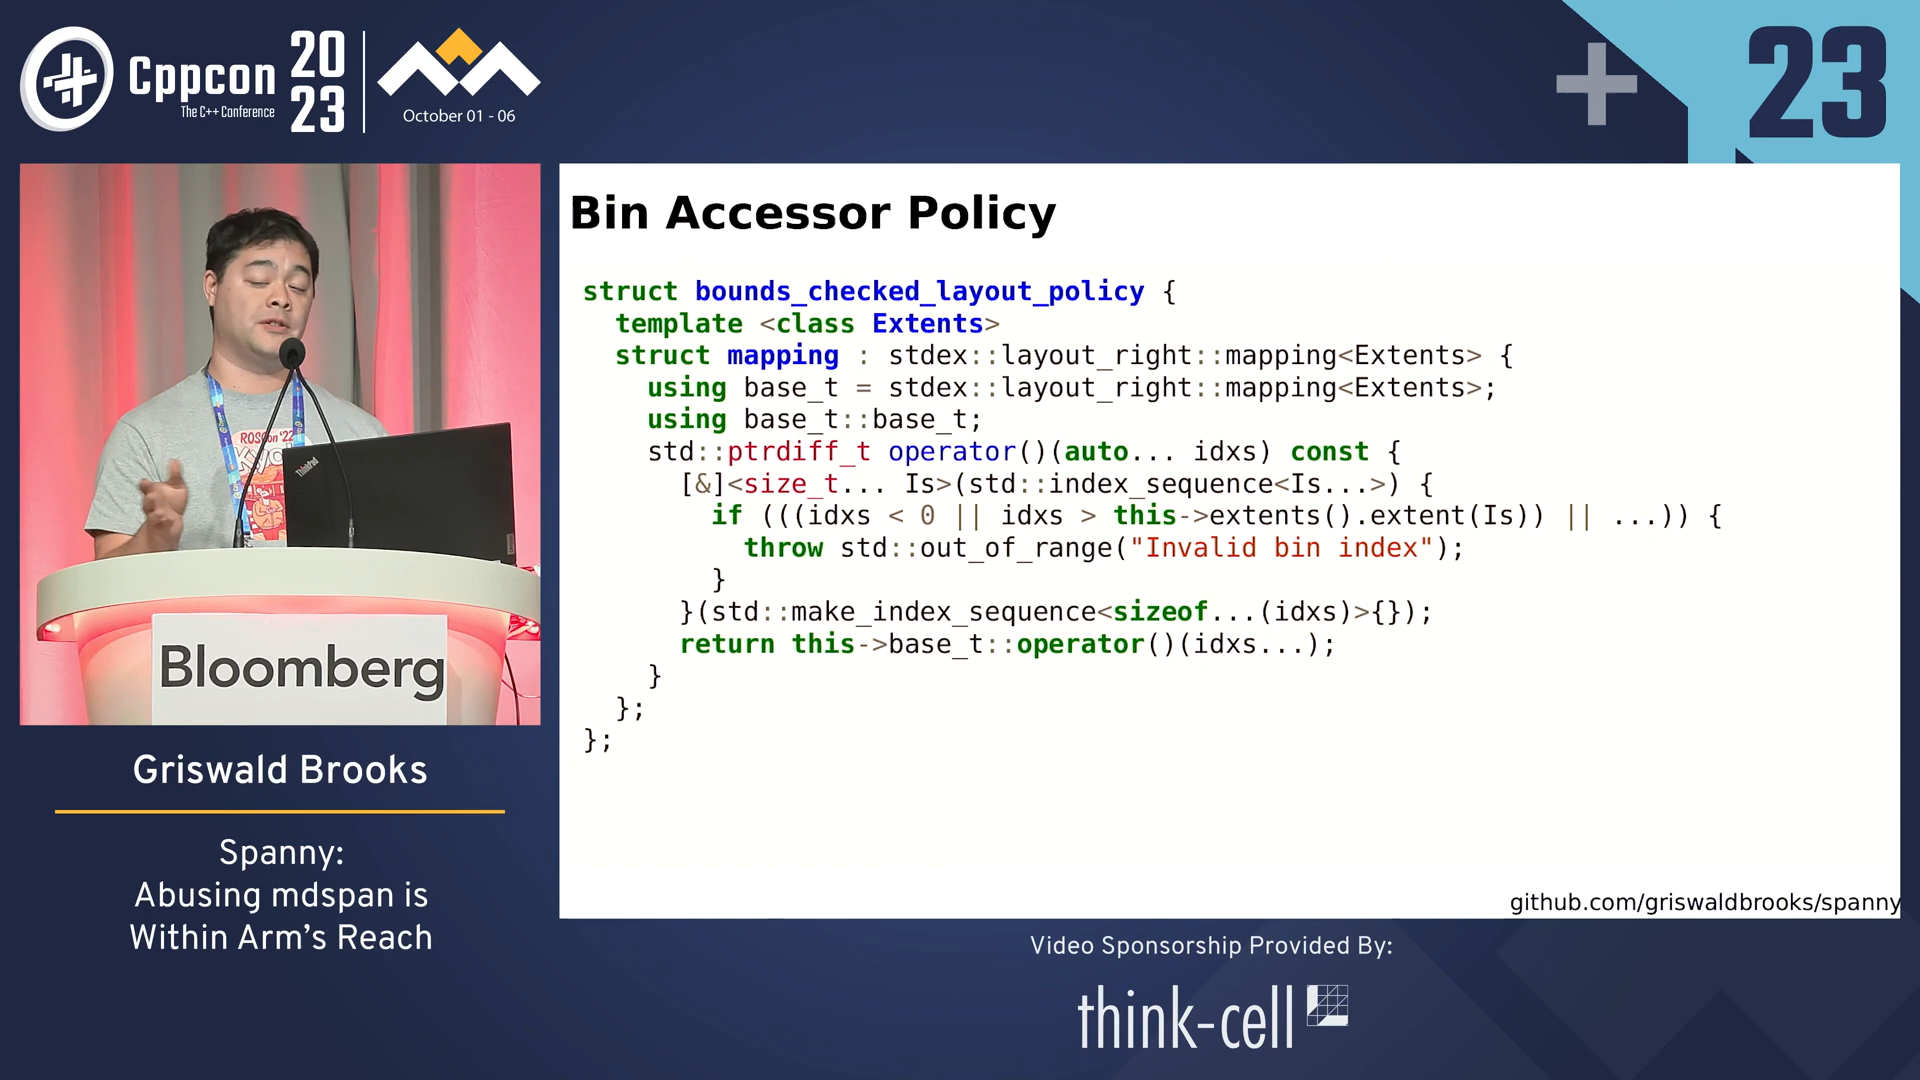 Cppcon
The C++ Conference
20
23
October 01 - 06
23
ROSCon '22
ThinkPad
Bloomberg
Griswald Brooks
Spanny:
Abusing mdspan is
Within Arm's Reach
Bin Accessor Policy
struct bounds_checked_layout_policy {
  template <class Extents>
  struct mapping : stdex::layout_right::mapping<Extents> {
    using base_t = stdex::layout_right::mapping<Extents>;
    using base_t::base_t;
    std::ptrdiff_t operator()(auto... idxs) const {
      [&]<size_t... Is>(std::index_sequence<Is...>) {
        if (((idxs < 0 || idxs > this->extents().extent(Is)) || ...)) {
          throw std::out_of_range("Invalid bin index");
        }
      }(std::make_index_sequence<sizeof...(idxs)>{});
      return this->base_t::operator()(idxs...);
    }
  };
};
github.com/griswaldbrooks/spanny
Video Sponsorship Provided By:
think-cell